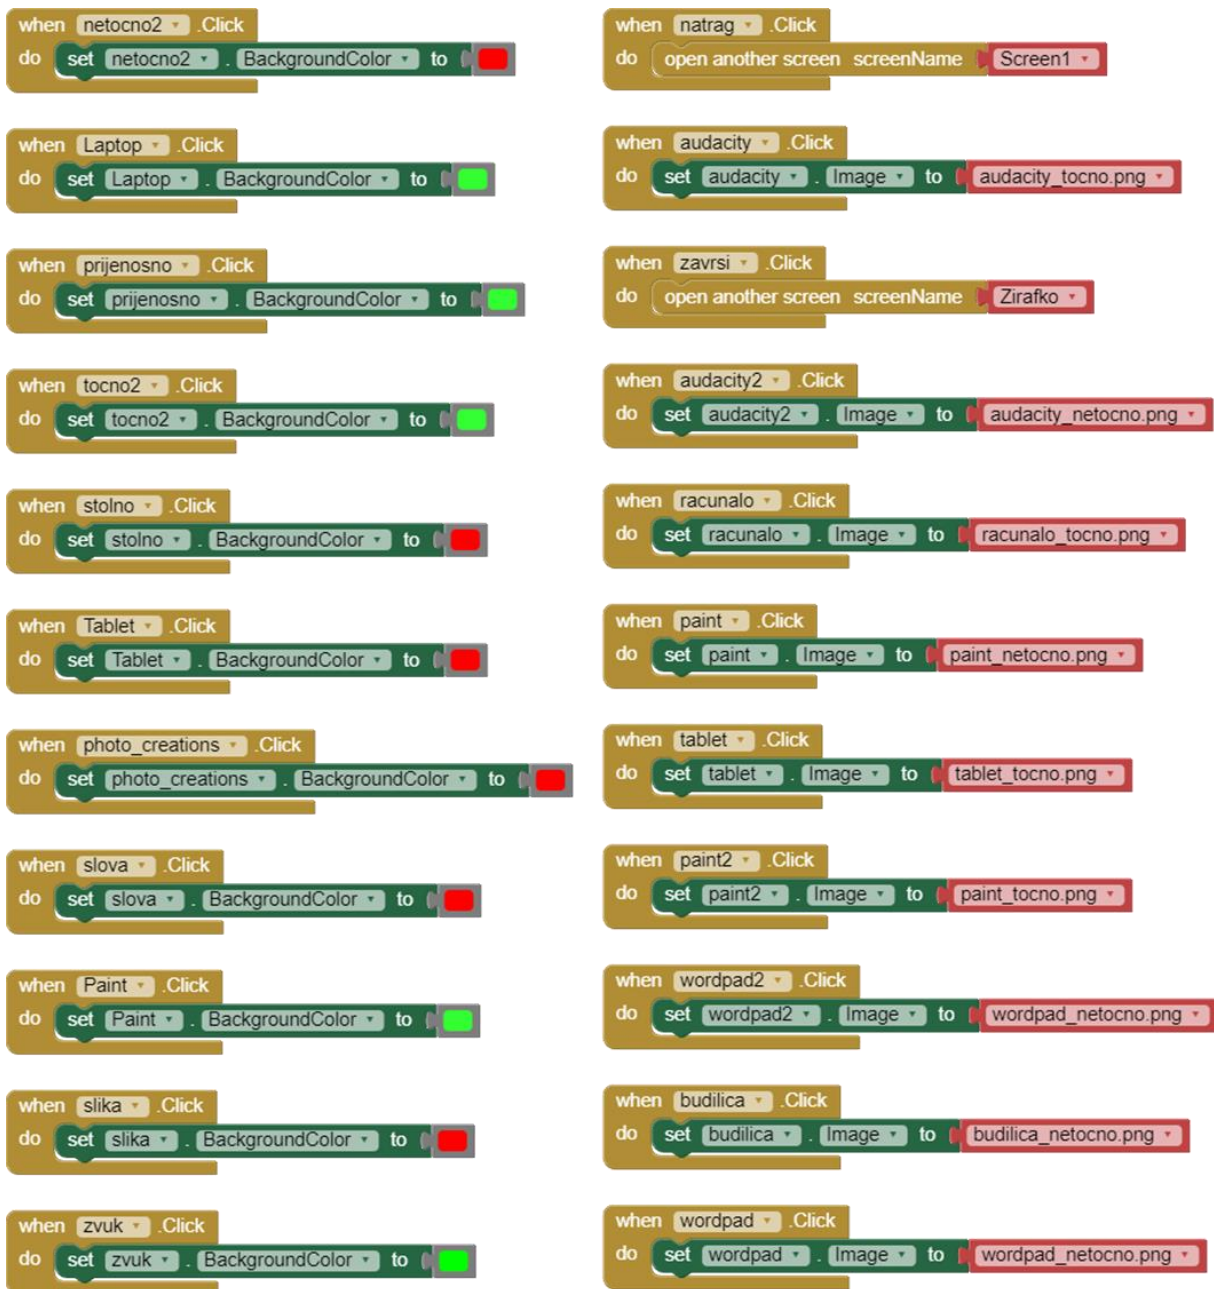 when netocno2 .Click
do set netocno2 . BackgroundColor to
when Laptop .Click
do set Laptop . BackgroundColor to
when prijenosno .Click
do set prijenosno . BackgroundColor to
when tocno2 .Click
do set tocno2 . BackgroundColor to
when stolno .Click
do set stolno . BackgroundColor to
when Tablet .Click
do set Tablet . BackgroundColor to
when photo_creations .Click
do set photo_creations . BackgroundColor to
when slova .Click
do set slova . BackgroundColor to
when Paint .Click
do set Paint . BackgroundColor to
when slika .Click
do set slika . BackgroundColor to
when zvuk .Click
do set zvuk . BackgroundColor to
when natrag .Click
do open another screen screenName Screen1
when audacity .Click
do set audacity . Image to audacity_tocno.png
when zavrsi .Click
do open another screen screenName Zirafko
when audacity2 .Click
do set audacity2 . Image to audacity_netocno.png
when racunalo .Click
do set racunalo . Image to racunalo_tocno.png
when paint .Click
do set paint . Image to paint_netocno.png
when tablet .Click
do set tablet . Image to tablet_tocno.png
when paint2 .Click
do set paint2 . Image to paint_tocno.png
when wordpad2 .Click
do set wordpad2 . Image to wordpad_netocno.png
when budilica .Click
do set budilica . Image to budilica_netocno.png
when wordpad .Click
do set wordpad . Image to wordpad_netocno.png